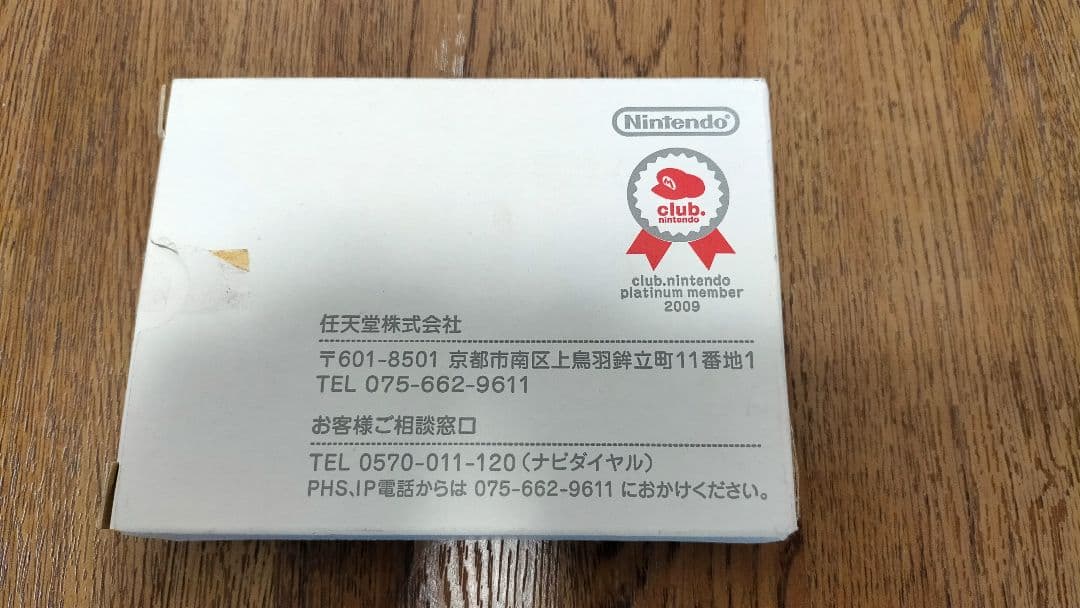 Nintendo®
club.
nintendo
club.nintendo
platinum member
2009
任天堂株式会社
〒601-8501 京都市南区上鳥羽鉾立町11番地1
TEL 075-662-9611
お客様ご相談窓口
TEL 0570-011-120（ナビダイヤル）
PHS、IP電話からは 075-662-9611 におかけください。